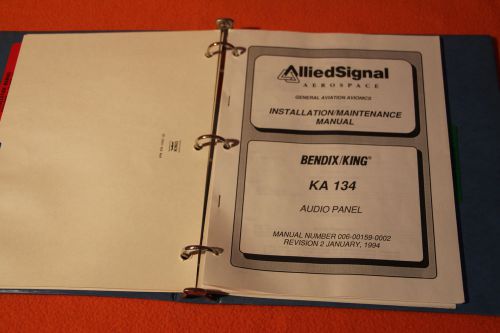 AlliedSignal
AEROSPACE
GENERAL AVIATION AVIONICS
INSTALLATION/MAINTENANCE
MANUAL
BENDIX/KING®
KA 134
AUDIO PANEL
MANUAL NUMBER 006-00159-0002
REVISION 2 JANUARY, 1994